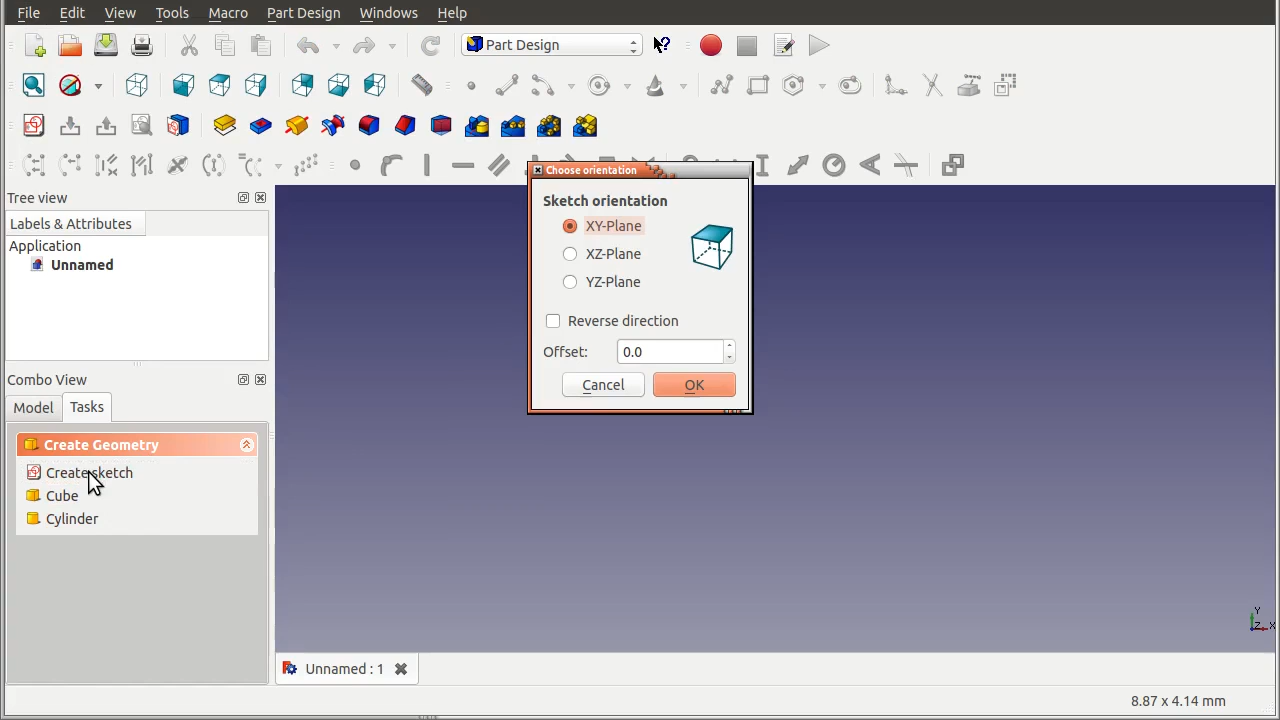 File Edit View Tools Macro Part Design Windows Help
Part Design
Choose orientation
Sketch orientation
XY-Plane
XZ-Plane
YZ-Plane
Reverse direction
Offset: 0.0
Cancel OK
Tree view
Labels & Attributes
Application
Unnamed
Combo View
Model Tasks
Create Geometry
Create sketch
Cube
Cylinder
Y
Z X
Unnamed : 1
8.87 x 4.14 mm